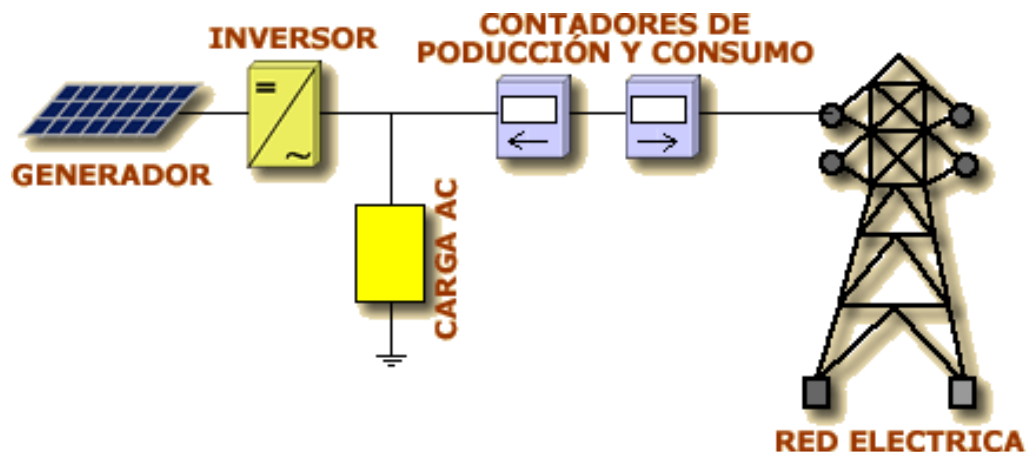 INVERSOR
CONTADORES DE
PODUCCIÓN Y CONSUMO
GENERADOR
CARGA AC
RED ELECTRICA